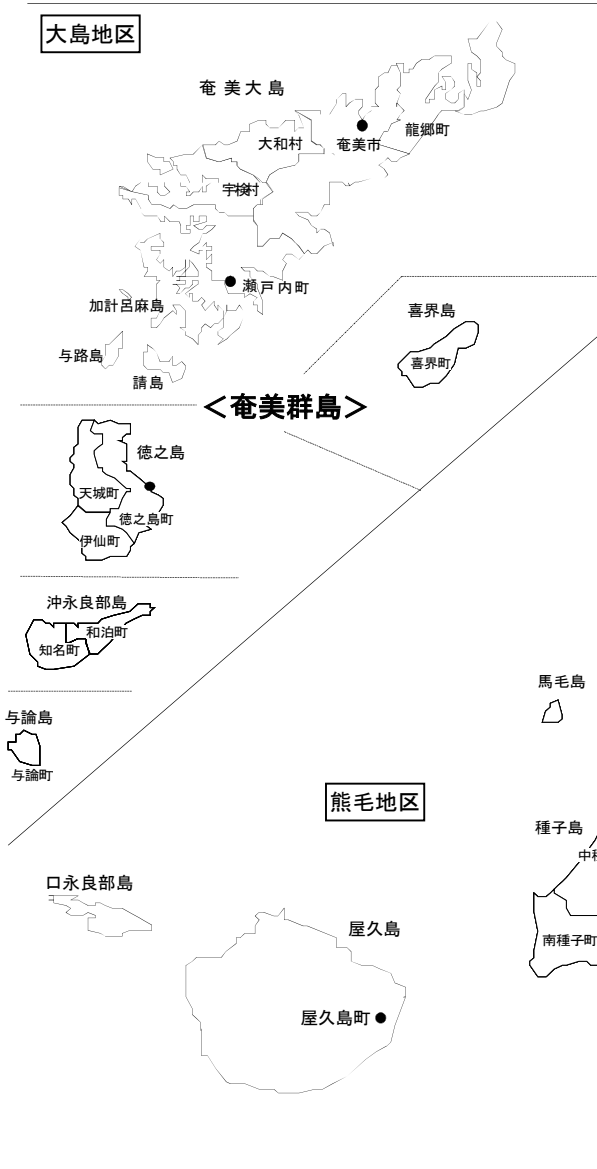 大島地区
奄美大島
龍郷町
大和村
奄美市
宇検村
瀬戸内町
加計呂麻島
与路島
請島
喜界島
喜界町
＜奄美群島＞
徳之島
天城町
徳之島町
伊仙町
沖永良部島
和泊町
知名町
与論島
与論町
馬毛島
熊毛地区
種子島
中種
南種子町
口永良部島
屋久島
屋久島町